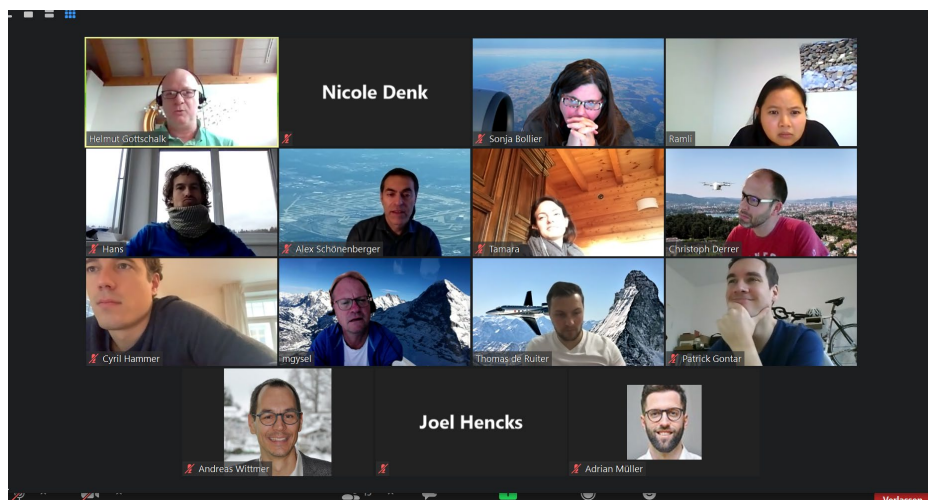 Helmut Gottschalk
Nicole Denk
Sonja Bollier
Ramli
Hans
Alex Schönenberger
Tamara
Christoph Derrer
Cyril Hammer
mgysel
Thomas de Ruiter
Patrick Gontar
Andreas Wittmer
Joel Hencks
Adrian Müller
Verlassen